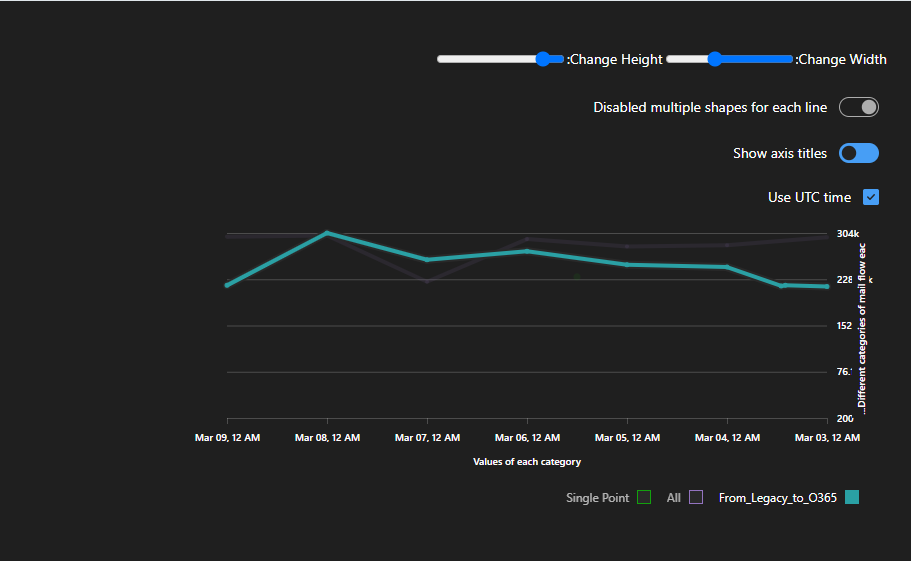 :Change Height
:Change Width
Disabled multiple shapes for each line
Show axis titles
Use UTC time
304k
228
k
152
76.
200
...Different categories of mail flow eac
Mar 09, 12 AM
Mar 08, 12 AM
Mar 07, 12 AM
Mar 06, 12 AM
Mar 05, 12 AM
Mar 04, 12 AM
Mar 03, 12 AM
Values of each category
Single Point
All
From_Legacy_to_O365